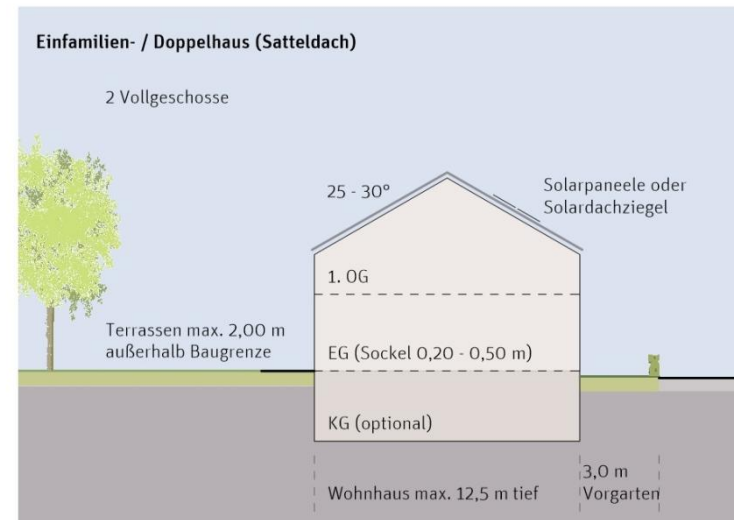 Einfamilien- / Doppelhaus (Satteldach)
2 Vollgeschosse
25 - 30°
Solarpaneele oder
Solardachziegel
1. OG
Terrassen max. 2,00 m
außerhalb Baugrenze
EG (Sockel 0,20 - 0,50 m)
KG (optional)
Wohnhaus max. 12,5 m tief
3,0 m
Vorgarten